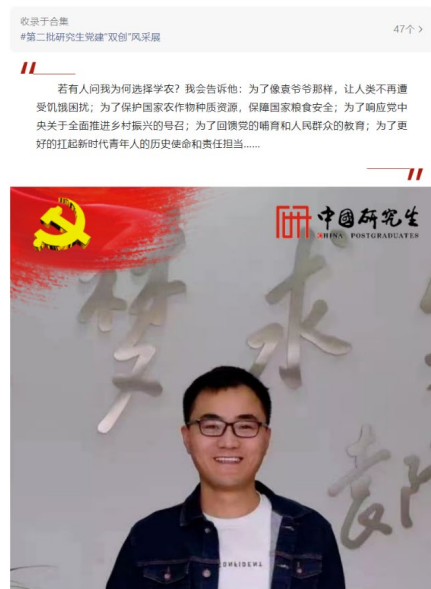 收录于合集
#第二批研究生党建"双创"风采展
47个
若有人问我为何选择学农？我会告诉他：为了像袁爷爷那样，让人类不再遭
受饥饿困扰；为了保护国家农作物种质资源，保障国家粮食安全；为了响应党中
央关于全面推进乡村振兴的号召；为了回馈党的哺育和人民群众的教育；为了更
好的扛起新时代青年人的历史使命和责任担当……
研 中國研究生
CHINA POSTGRADUATES
梦 求
袁